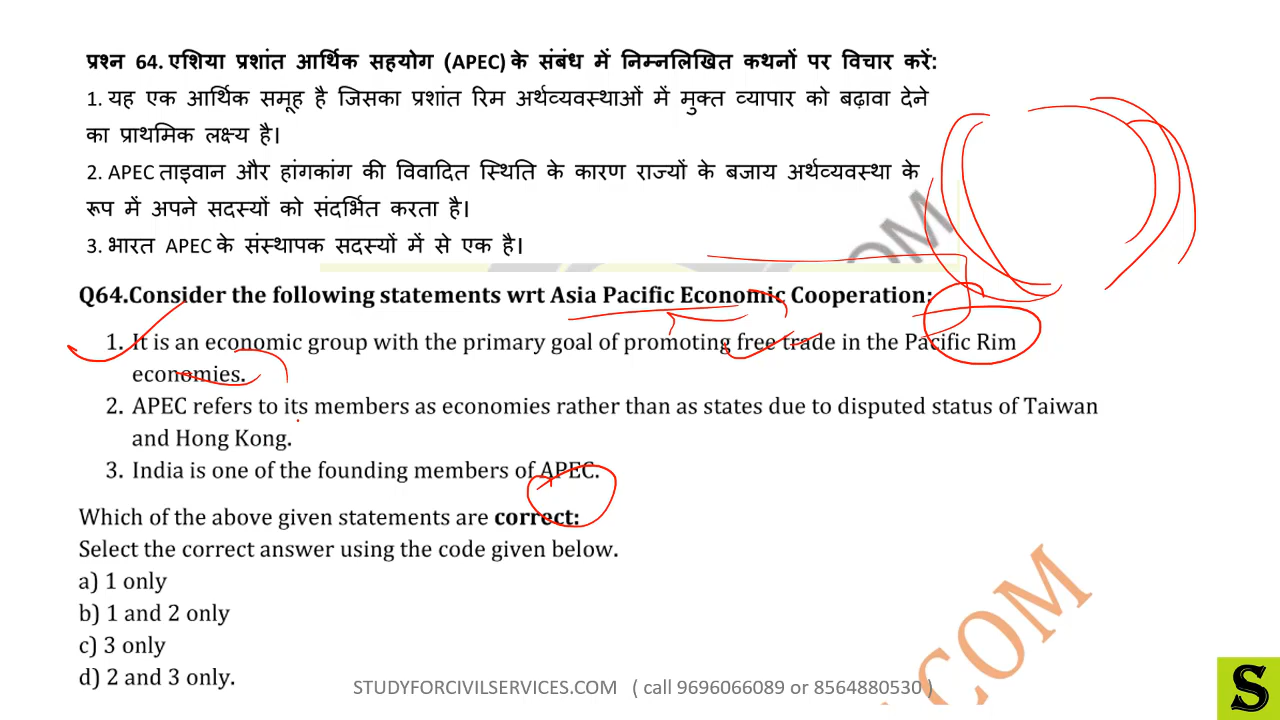 प्रश्न 64. एशिया प्रशांत आर्थिक सहयोग (APEC) के संबंध में निम्नलिखित कथनों पर विचार करें:
1. यह एक आर्थिक समूह है जिसका प्रशांत रिम अर्थव्यवस्थाओं में मुक्त व्यापार को बढ़ावा देने
का प्राथमिक लक्ष्य है।
2. APEC ताइवान और हांगकांग की विवादित स्थिति के कारण राज्यों के बजाय अर्थव्यवस्था के
रूप में अपने सदस्यों को संदर्भित करता है।
3. भारत APEC के संस्थापक सदस्यों में से एक है।
Q64.Consider the following statements wrt Asia Pacific Economic Cooperation:
1. It is an economic group with the primary goal of promoting free trade in the Pacific Rim
economies.
2. APEC refers to its members as economies rather than as states due to disputed status of Taiwan
and Hong Kong.
3. India is one of the founding members of APEC.
Which of the above given statements are correct:
Select the correct answer using the code given below.
a) 1 only
b) 1 and 2 only
c) 3 only
d) 2 and 3 only.
STUDYFORCIVILSERVICES.COM ( call 9696066089 or 8564880530 )
COM
S